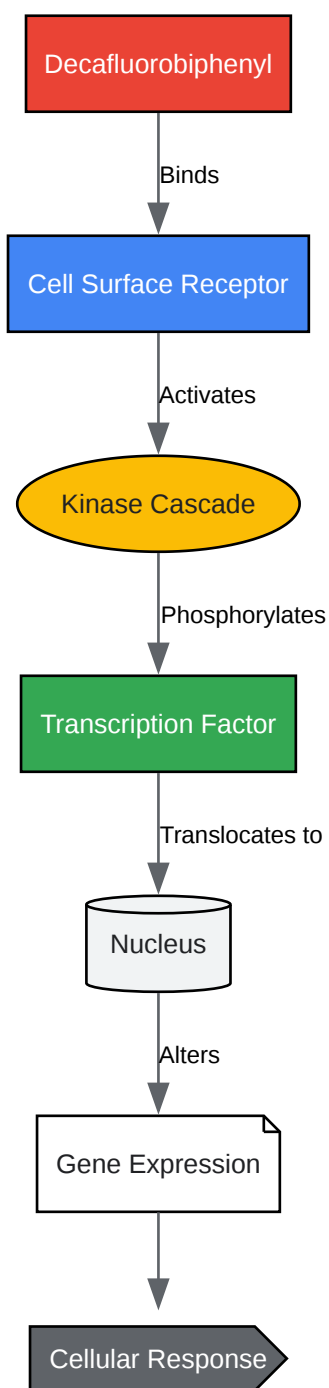 Decafluorobiphenyl
Binds
Cell Surface Receptor
Activates
Kinase Cascade
Phosphorylates
Transcription Factor
Translocates to
Nucleus
Alters
Gene Expression
Cellular Response